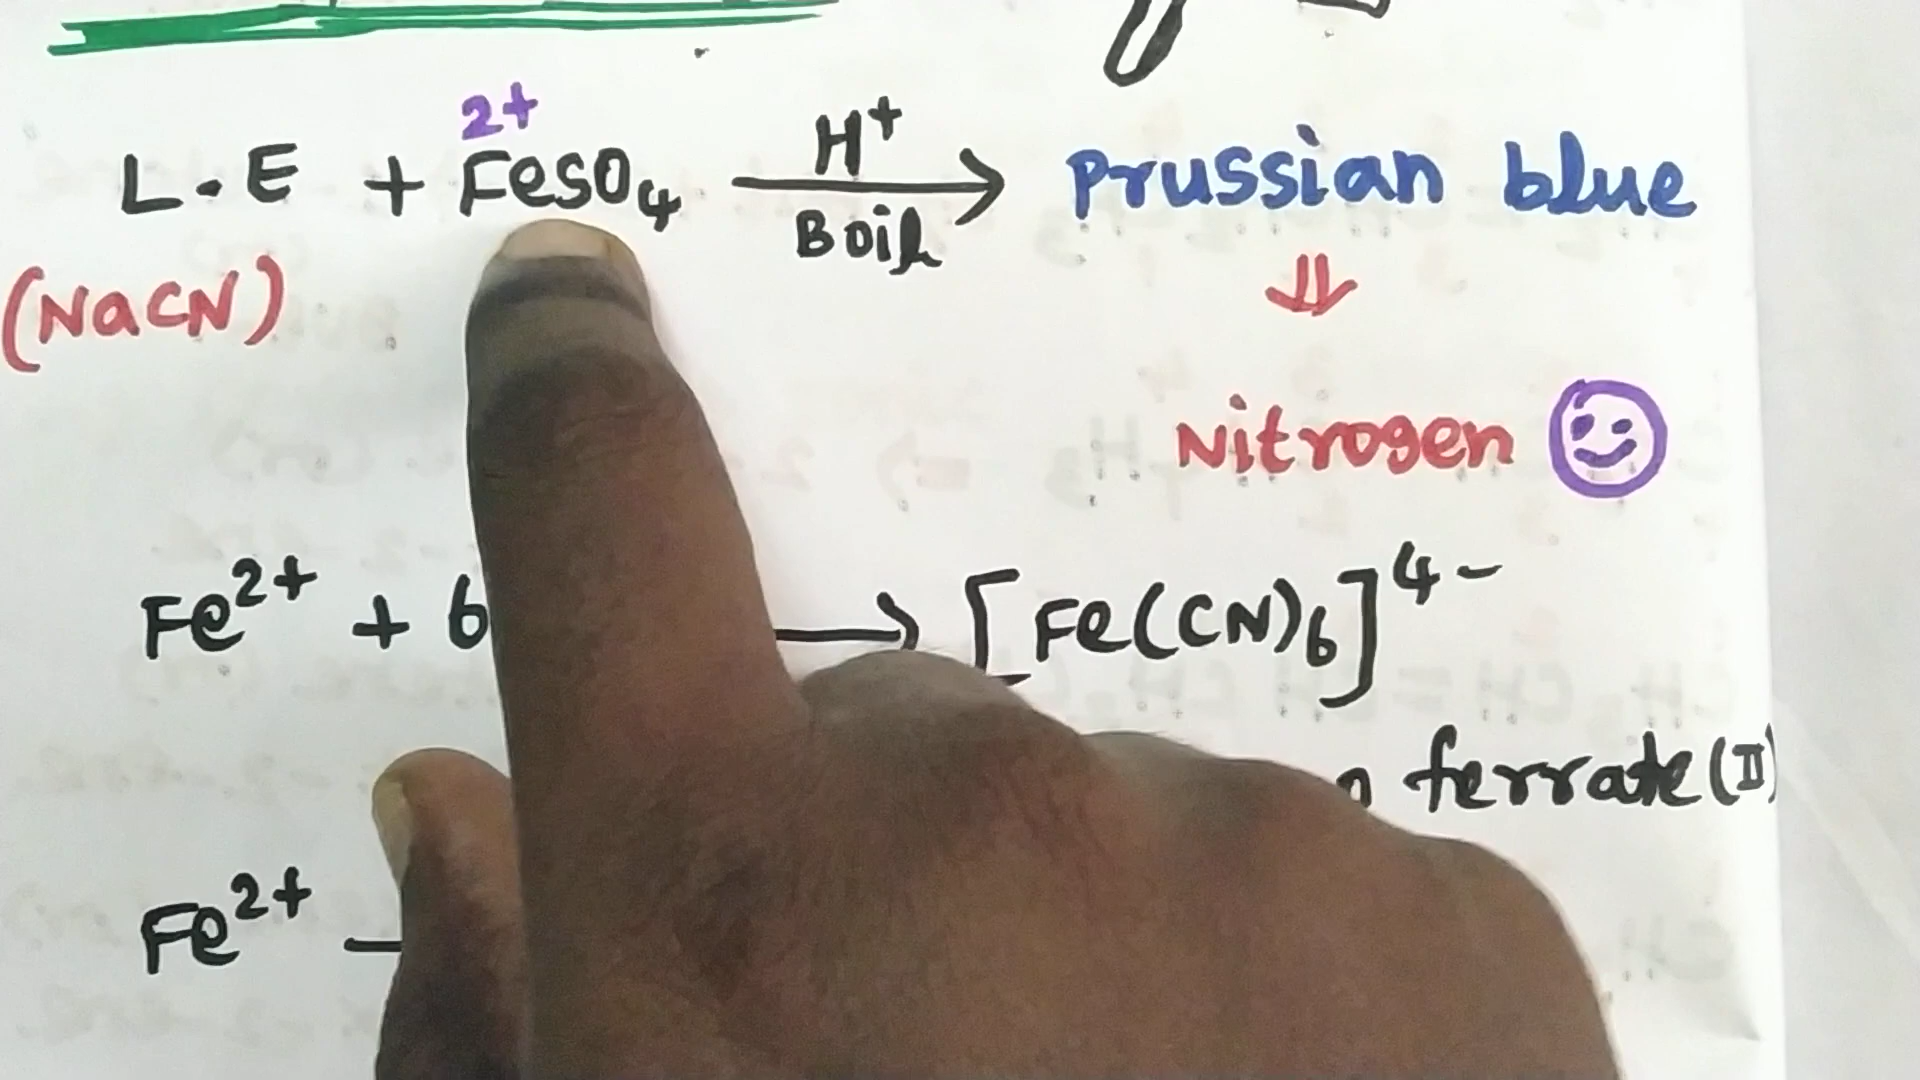 2+
L.E + FeSO₄ H⁺ Boil → Prussian blue
(NaCN) ⇓
Nitrogen
Fe²⁺ + 6 → [Fe(CN)₆]⁴⁻
ferrate (II)
Fe²⁺